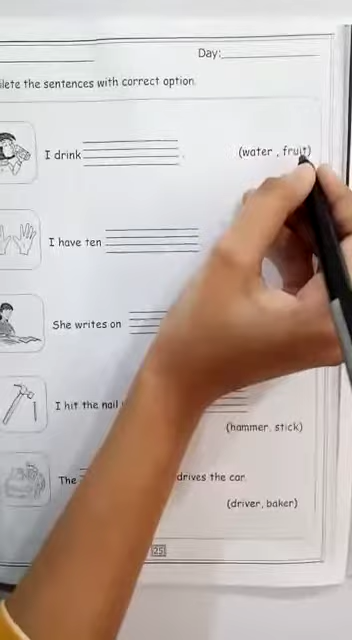 Day:
lete the sentences with correct option.
I drink . (water , fruit)
I have ten
She writes on
I hit the nail
(hammer, stick)
The drives the car.
(driver, baker)
25